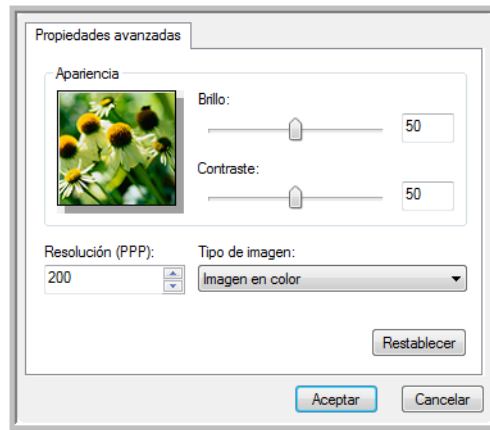 Propiedades avanzadas
Apariencia
Brillo:
50
Contraste:
50
Resolución (PPP):
Tipo de imagen:
200
Imagen en color
Restablecer
Aceptar
Cancelar